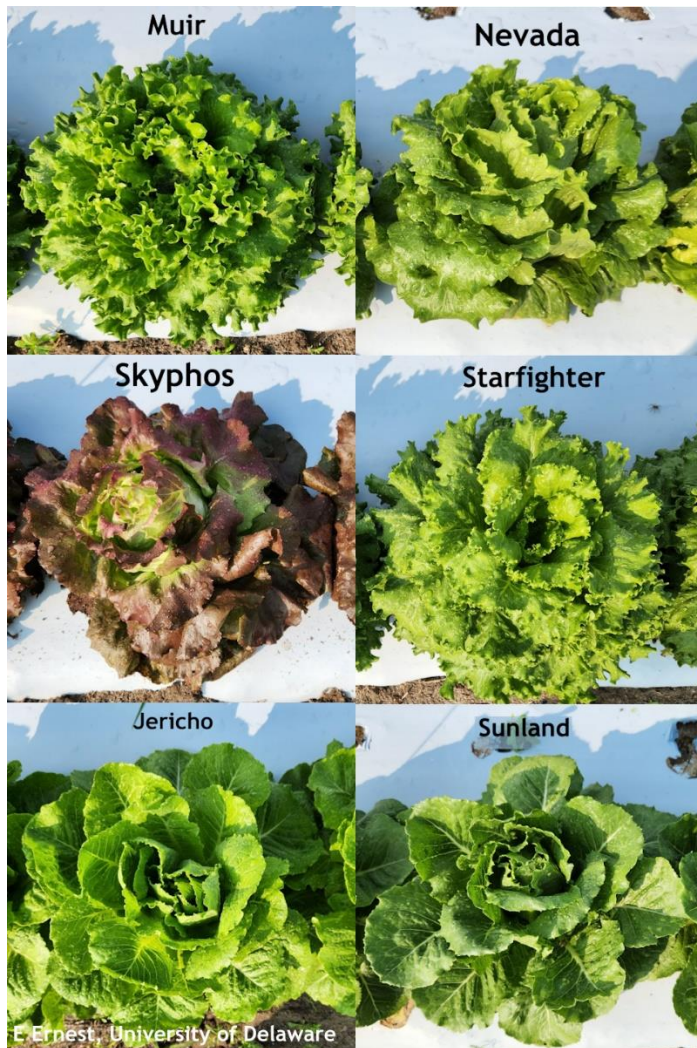 Muir
Nevada
Skyphos
Starfighter
Jericho
Sunland
E.Ernest, University of Delaware